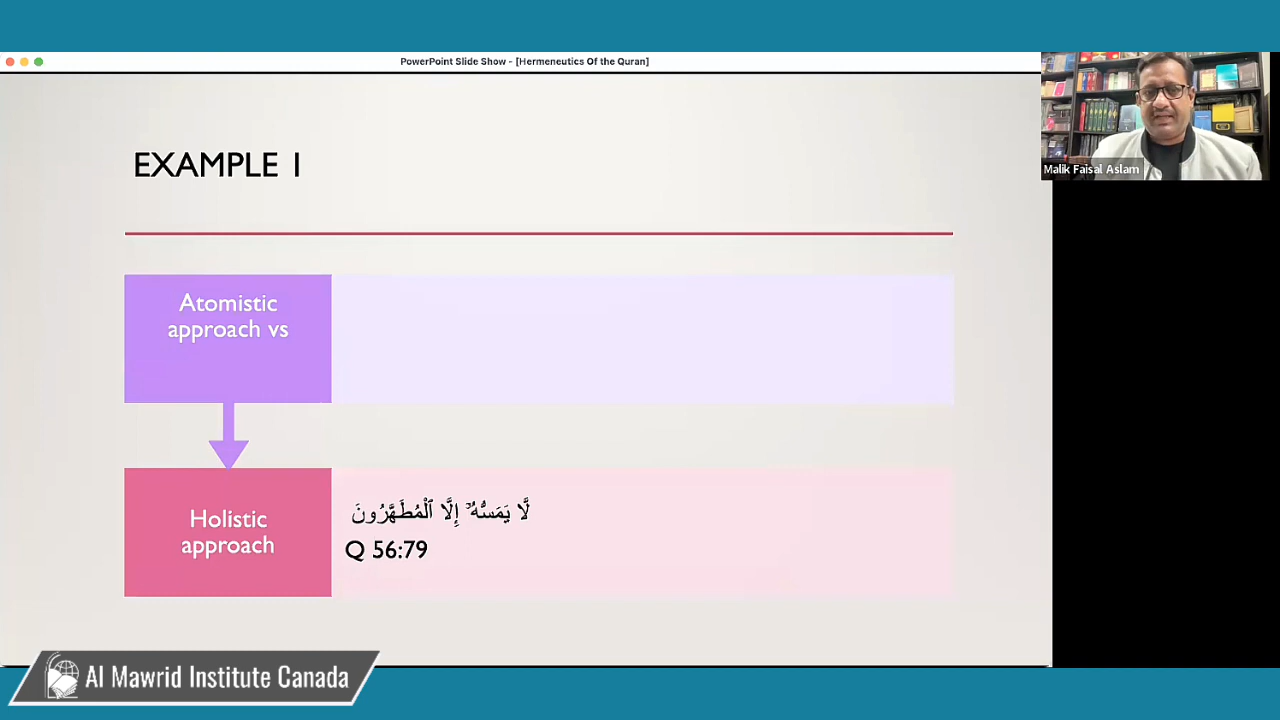 PowerPoint Slide Show - [Hermeneutics Of the Quran]
Malik Faisal Aslam
EXAMPLE 1
Atomistic
approach vs
Holistic
approach
لَّا يَمَسُّهُۥٓ إِلَّا ٱلْمُطَهَّرُونَ
Q 56:79
Al Mawrid Institute Canada